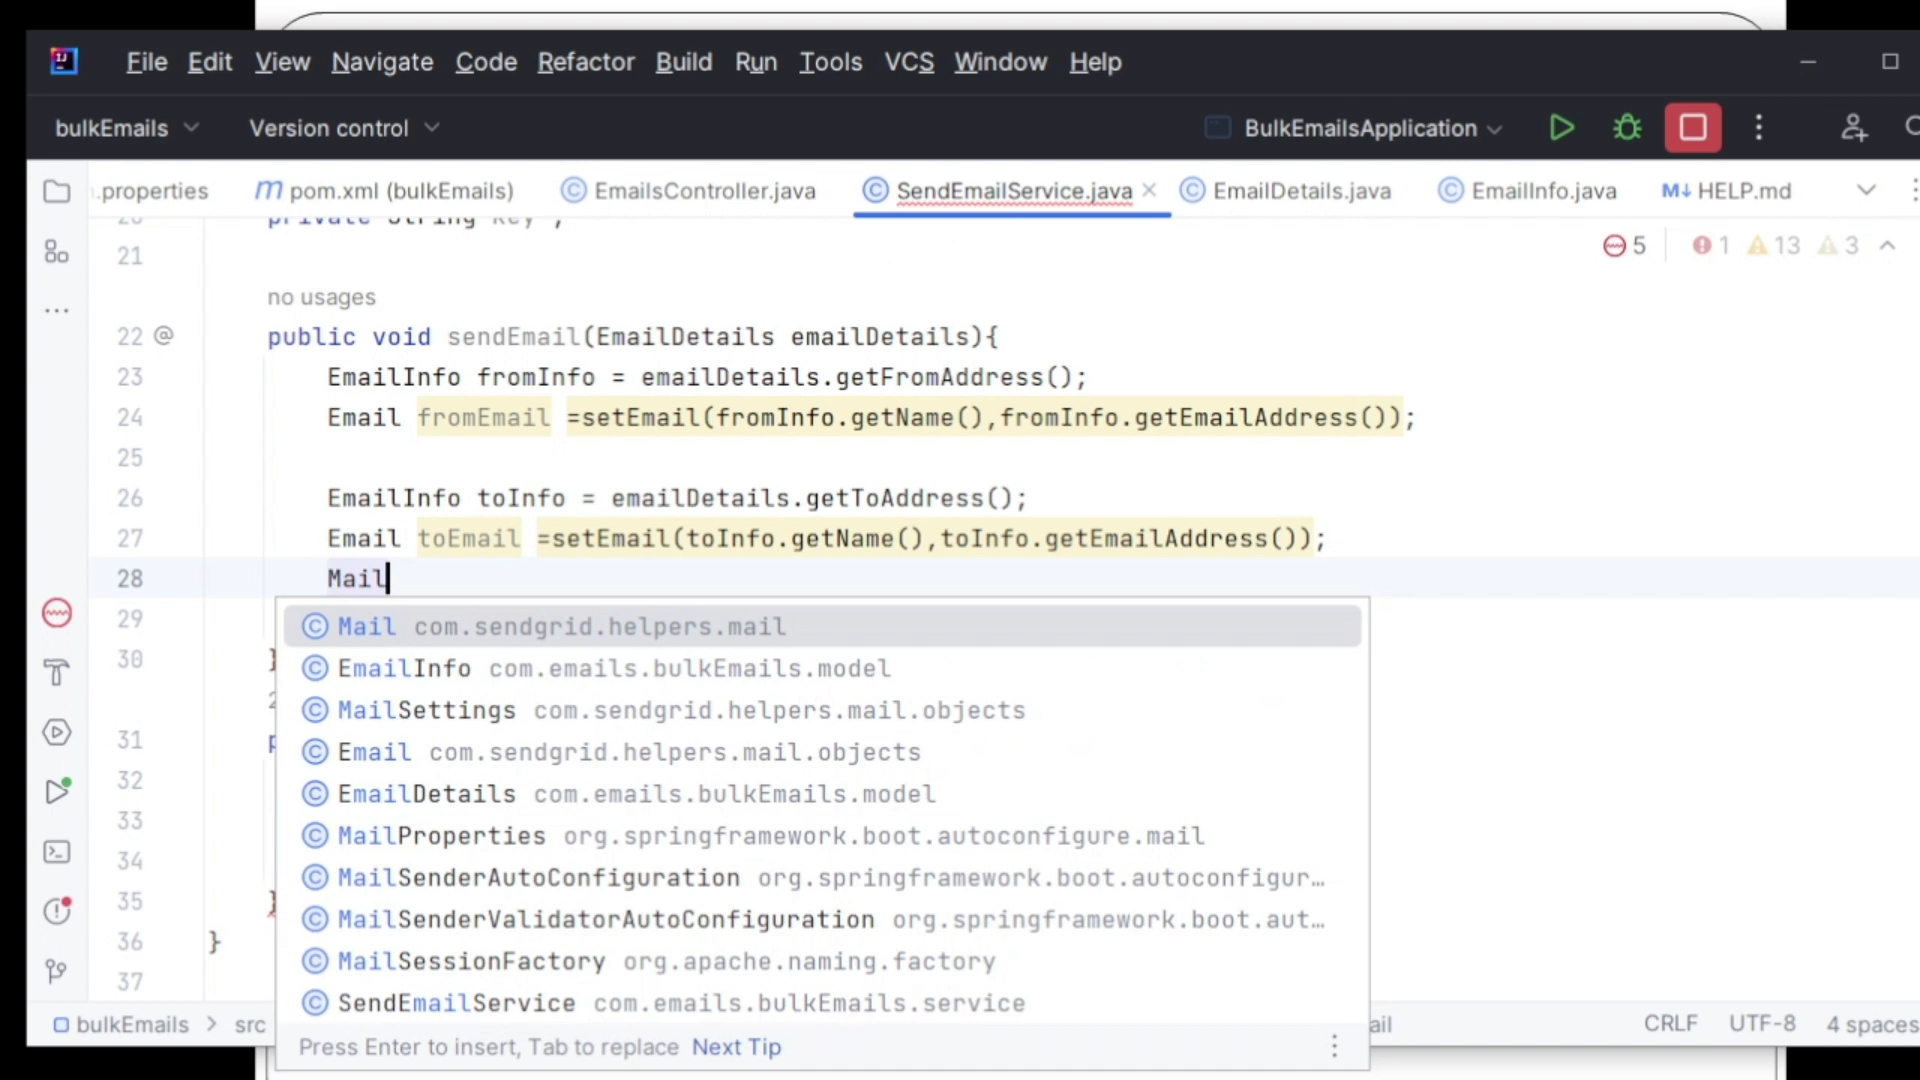 File Edit View Navigate Code Refactor Build Run Tools VCS Window Help
bulkEmails Version control BulkEmailsApplication
.properties pom.xml (bulkEmails) EmailsController.java SendEmailService.java EmailDetails.java EmailInfo.java HELP.md
20 private String key ;
21
5 1 13 3
no usages
22 @ public void sendEmail(EmailDetails emailDetails){
23 EmailInfo fromInfo = emailDetails.getFromAddress();
24 Email fromEmail =setEmail(fromInfo.getName(),fromInfo.getEmailAddress());
25
26 EmailInfo toInfo = emailDetails.getToAddress();
27 Email toEmail =setEmail(toInfo.getName(),toInfo.getEmailAddress());
28 Mail
29 Mail com.sendgrid.helpers.mail
30 }
EmailInfo com.emails.bulkEmails.model
MailSettings com.sendgrid.helpers.mail.objects
31 p
Email com.sendgrid.helpers.mail.objects
32
EmailDetails com.emails.bulkEmails.model
33
MailProperties org.springframework.boot.autoconfigure.mail
34
MailSenderAutoConfiguration org.springframework.boot.autoconfigur…
35 }
MailSenderValidatorAutoConfiguration org.springframework.boot.aut…
36 }
MailSessionFactory org.apache.naming.factory
37
SendEmailService com.emails.bulkEmails.service
bulkEmails > src ail CRLF UTF-8 4 spaces
Press Enter to insert, Tab to replace Next Tip